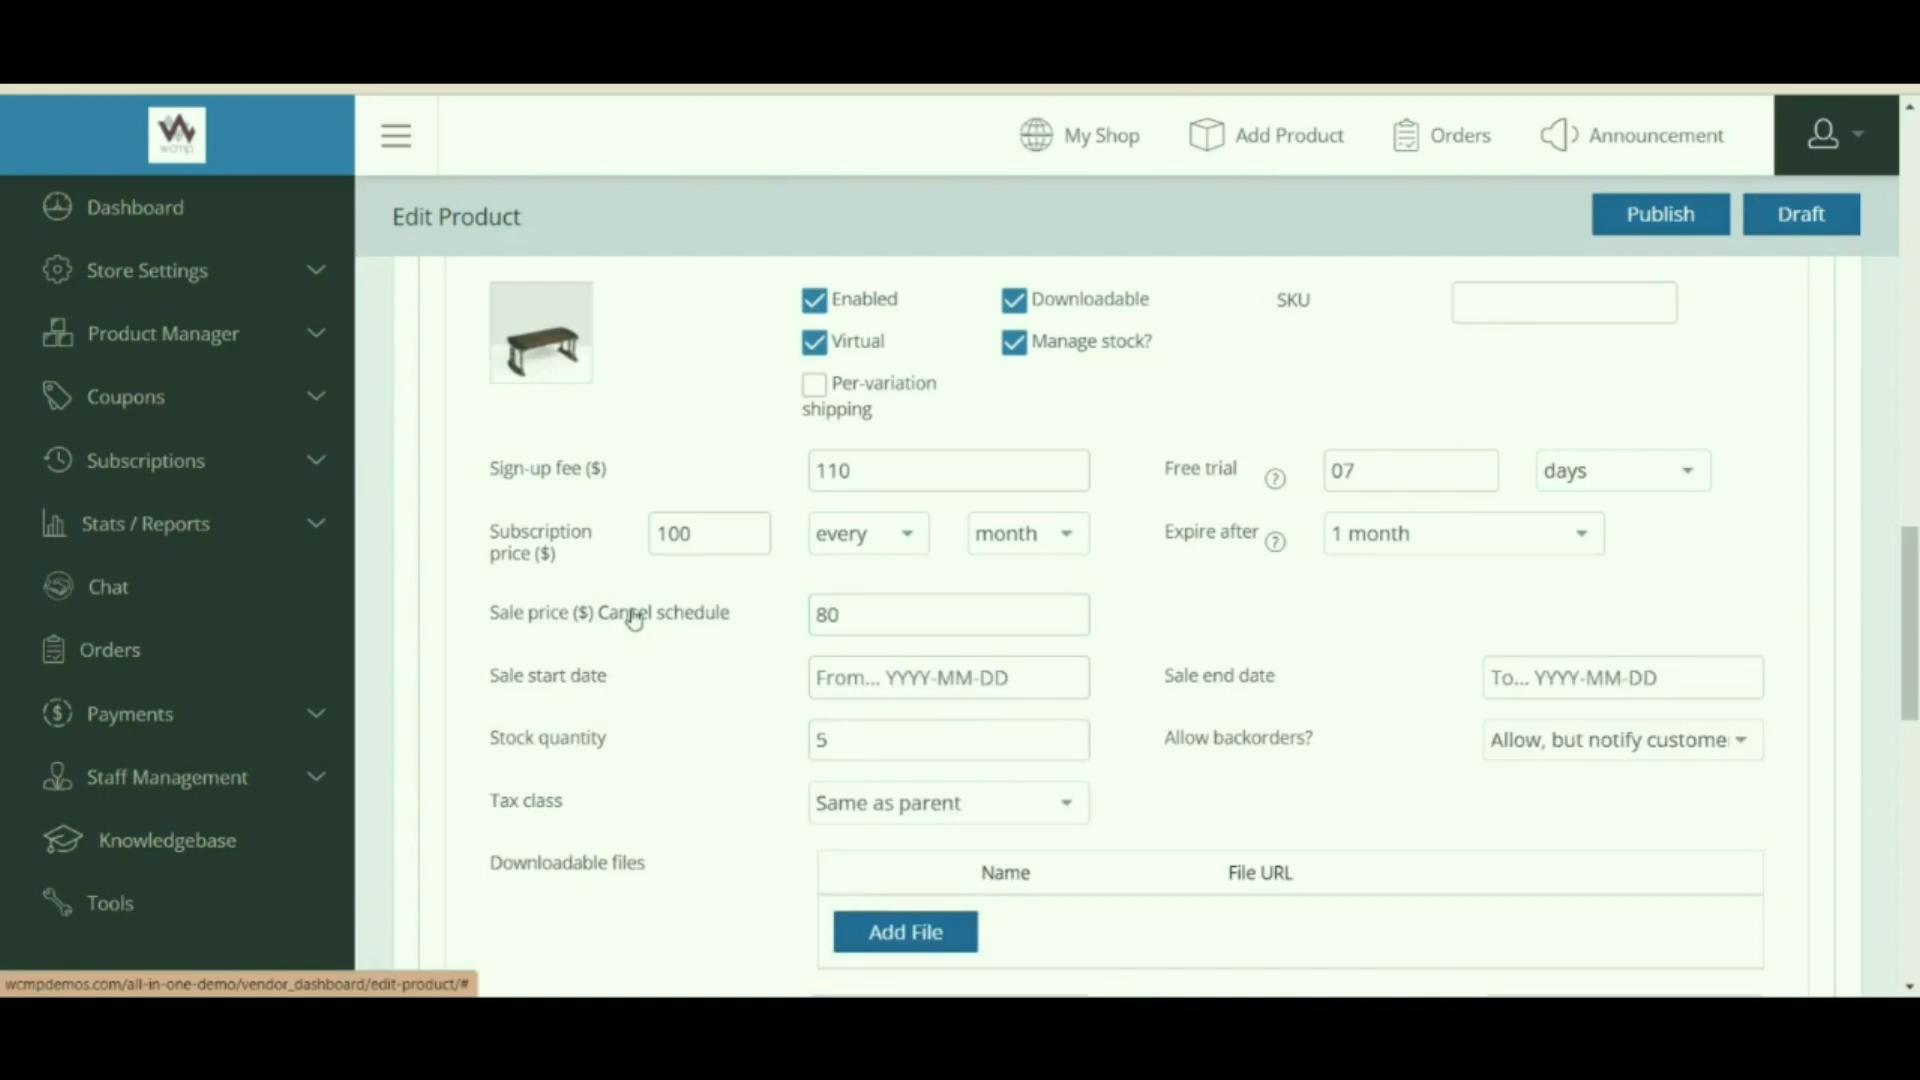 wcmp
My Shop
Add Product
Orders
Announcement
Dashboard
Store Settings
Product Manager
Coupons
Subscriptions
Stats / Reports
Chat
Orders
Payments
Staff Management
Knowledgebase
Tools
Edit Product
Publish
Draft
Enabled
Downloadable
SKU
Virtual
Manage stock?
Per-variation
shipping
Sign-up fee ($)
110
Free trial
?
07
days
Subscription
price ($)
100
every
month
Expire after
?
1 month
Sale price ($) Cancel schedule
80
Sale start date
From... YYYY-MM-DD
Sale end date
To... YYYY-MM-DD
Stock quantity
5
Allow backorders?
Allow, but notify custome
Tax class
Same as parent
Downloadable files
Name
File URL
Add File
wcmpdemos.com/all-in-one-demo/vendor_dashboard/edit-product/#